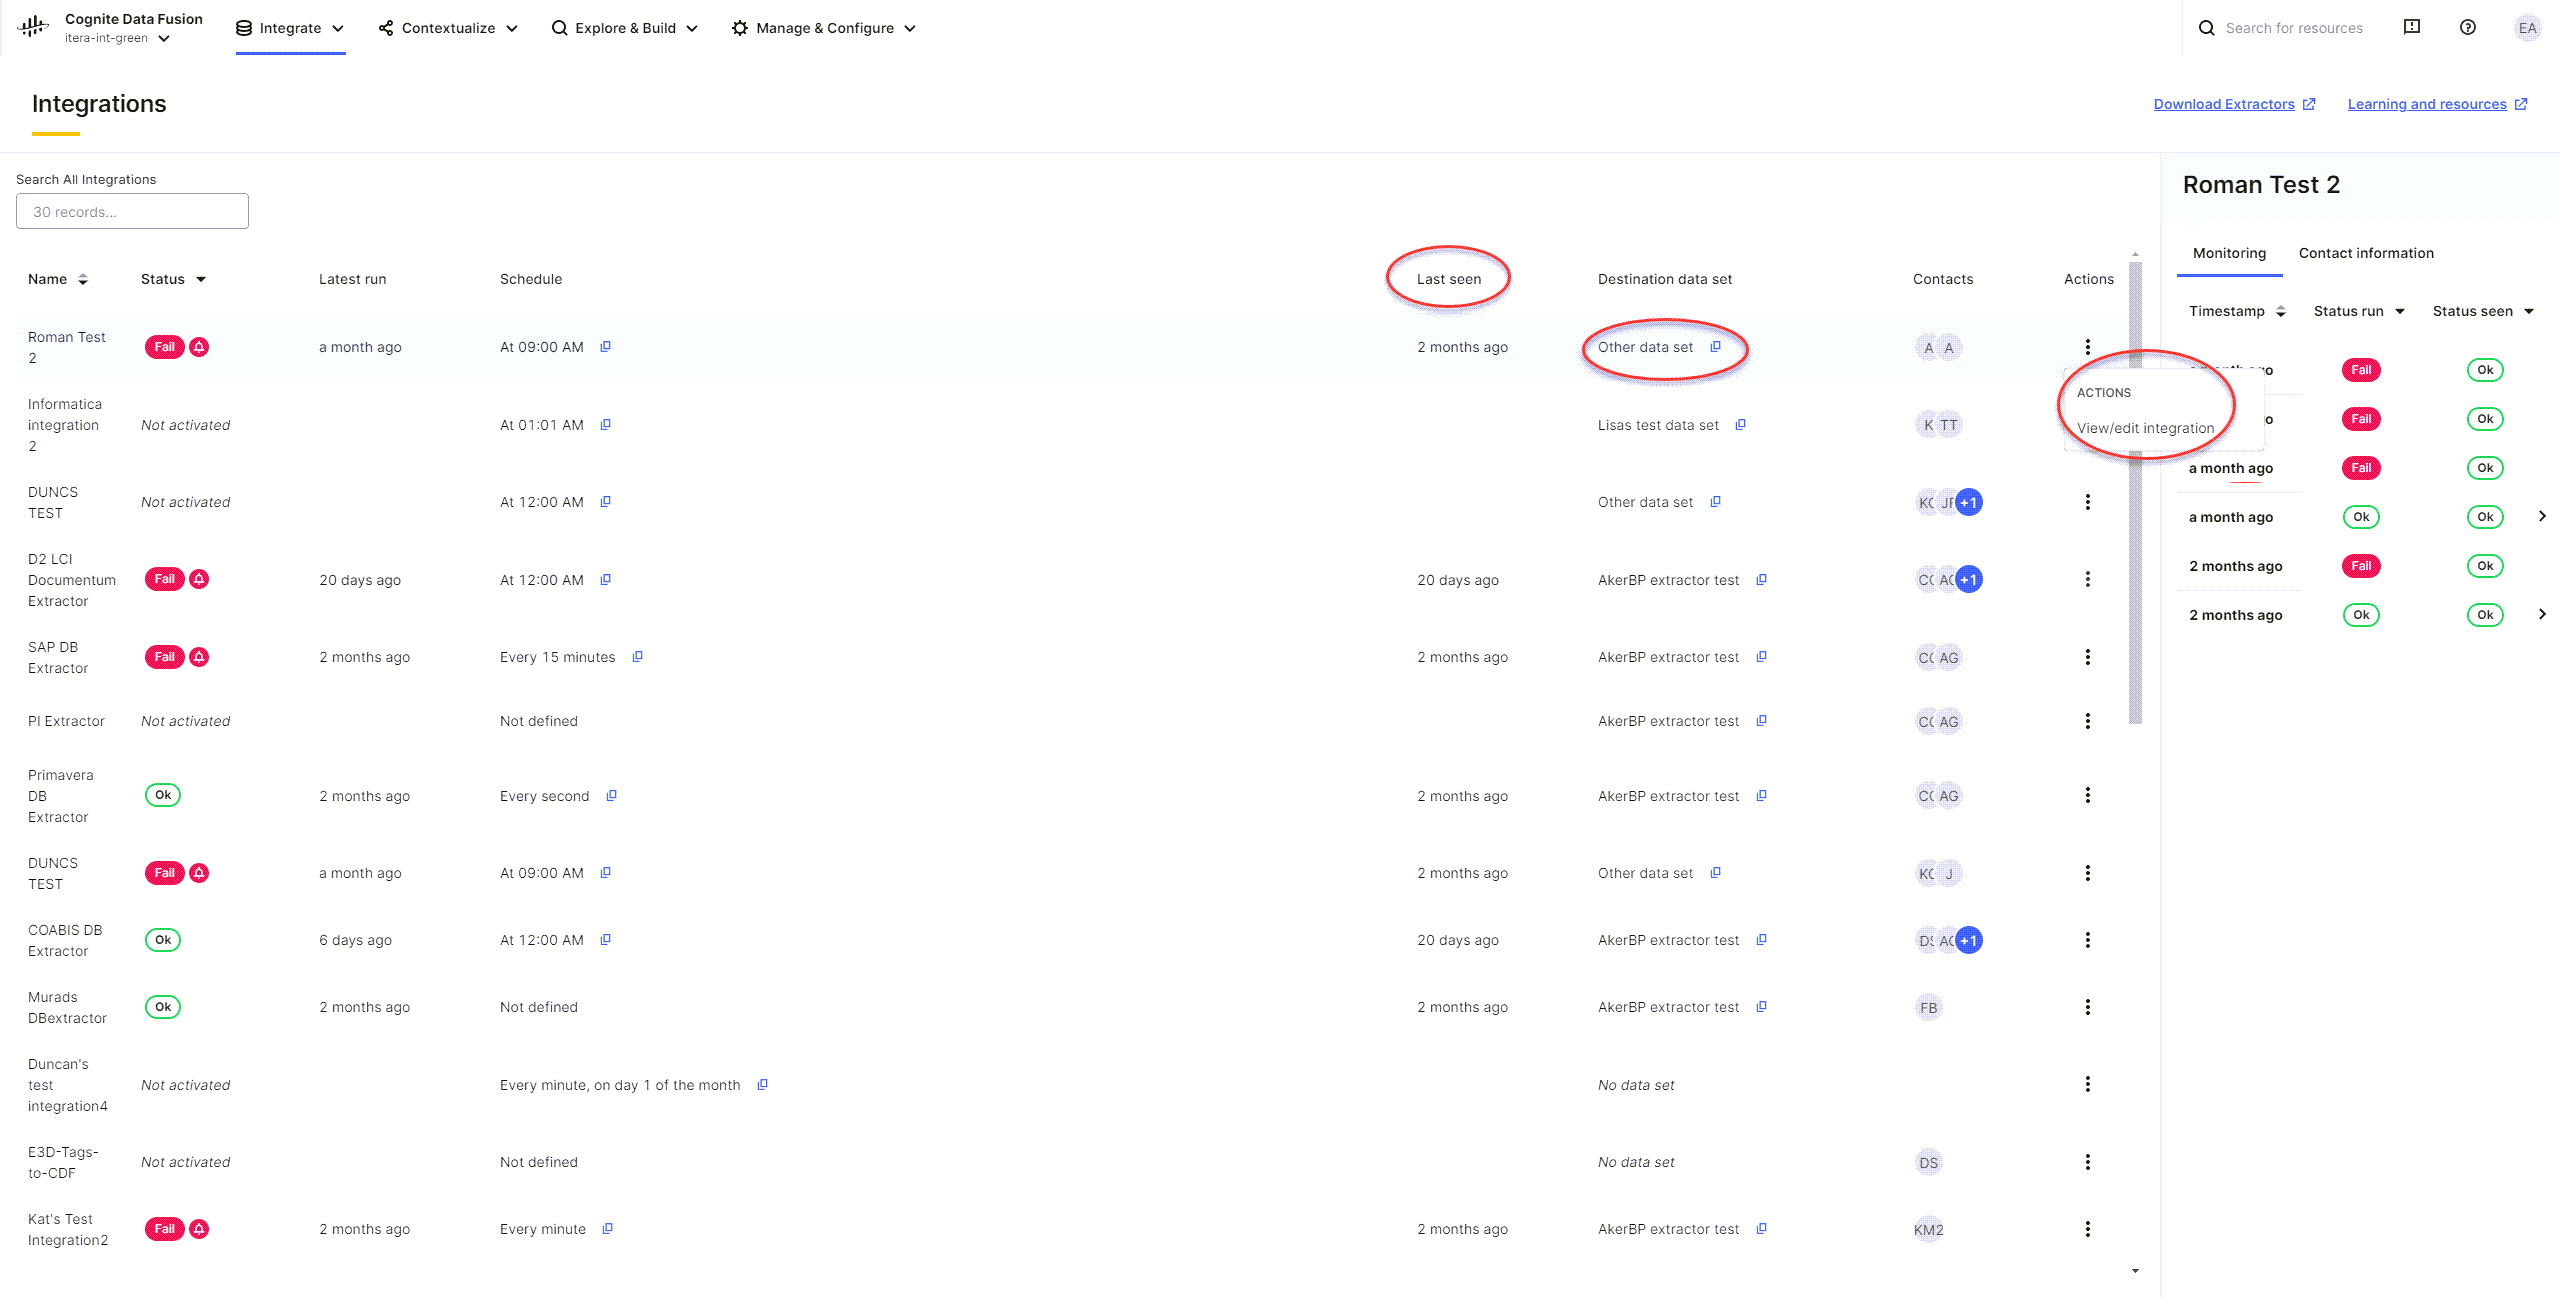 Cognite Data Fusion
itera-int-green
Integrate
Contextualize
Explore & Build
Manage & Configure
Search for resources
EA
Integrations
Download Extractors
Learning and resources
Search All Integrations
30 records...
Name Status Latest run Schedule Last seen Destination data set Contacts Actions
Roman Test
2
Fail a month ago At 09:00 AM 2 months ago Other data set A A
Informatica
integration
2
Not activated At 01:01 AM Lisas test data set K TT
ACTIONS
View/edit integration
DUNCS
TEST
Not activated At 12:00 AM Other data set +1
D2 LCI
Documentum
Extractor
Fail 20 days ago At 12:00 AM 20 days ago AkerBP extractor test +1
SAP DB
Extractor
Fail 2 months ago Every 15 minutes 2 months ago AkerBP extractor test AG
PI Extractor Not activated Not defined AkerBP extractor test AG
Primavera
DB
Extractor
Ok 2 months ago Every second 2 months ago AkerBP extractor test AG
DUNCS
TEST
Fail a month ago At 09:00 AM 2 months ago Other data set J
COABIS DB
Extractor
Ok 6 days ago At 12:00 AM 20 days ago AkerBP extractor test +1
Murads
DBextractor
Ok 2 months ago Not defined 2 months ago AkerBP extractor test FB
Duncan's
test
integration4
Not activated Every minute, on day 1 of the month No data set
E3D-Tags-
to-CDF
Not activated Not defined No data set DS
Kat's Test
Integration2
Fail 2 months ago Every minute 2 months ago AkerBP extractor test KM2
Roman Test 2
Monitoring Contact information
Timestamp Status run Status seen
ago Fail Ok
Fail Ok
a month ago Fail Ok
a month ago Ok Ok
2 months ago Fail Ok
2 months ago Ok Ok